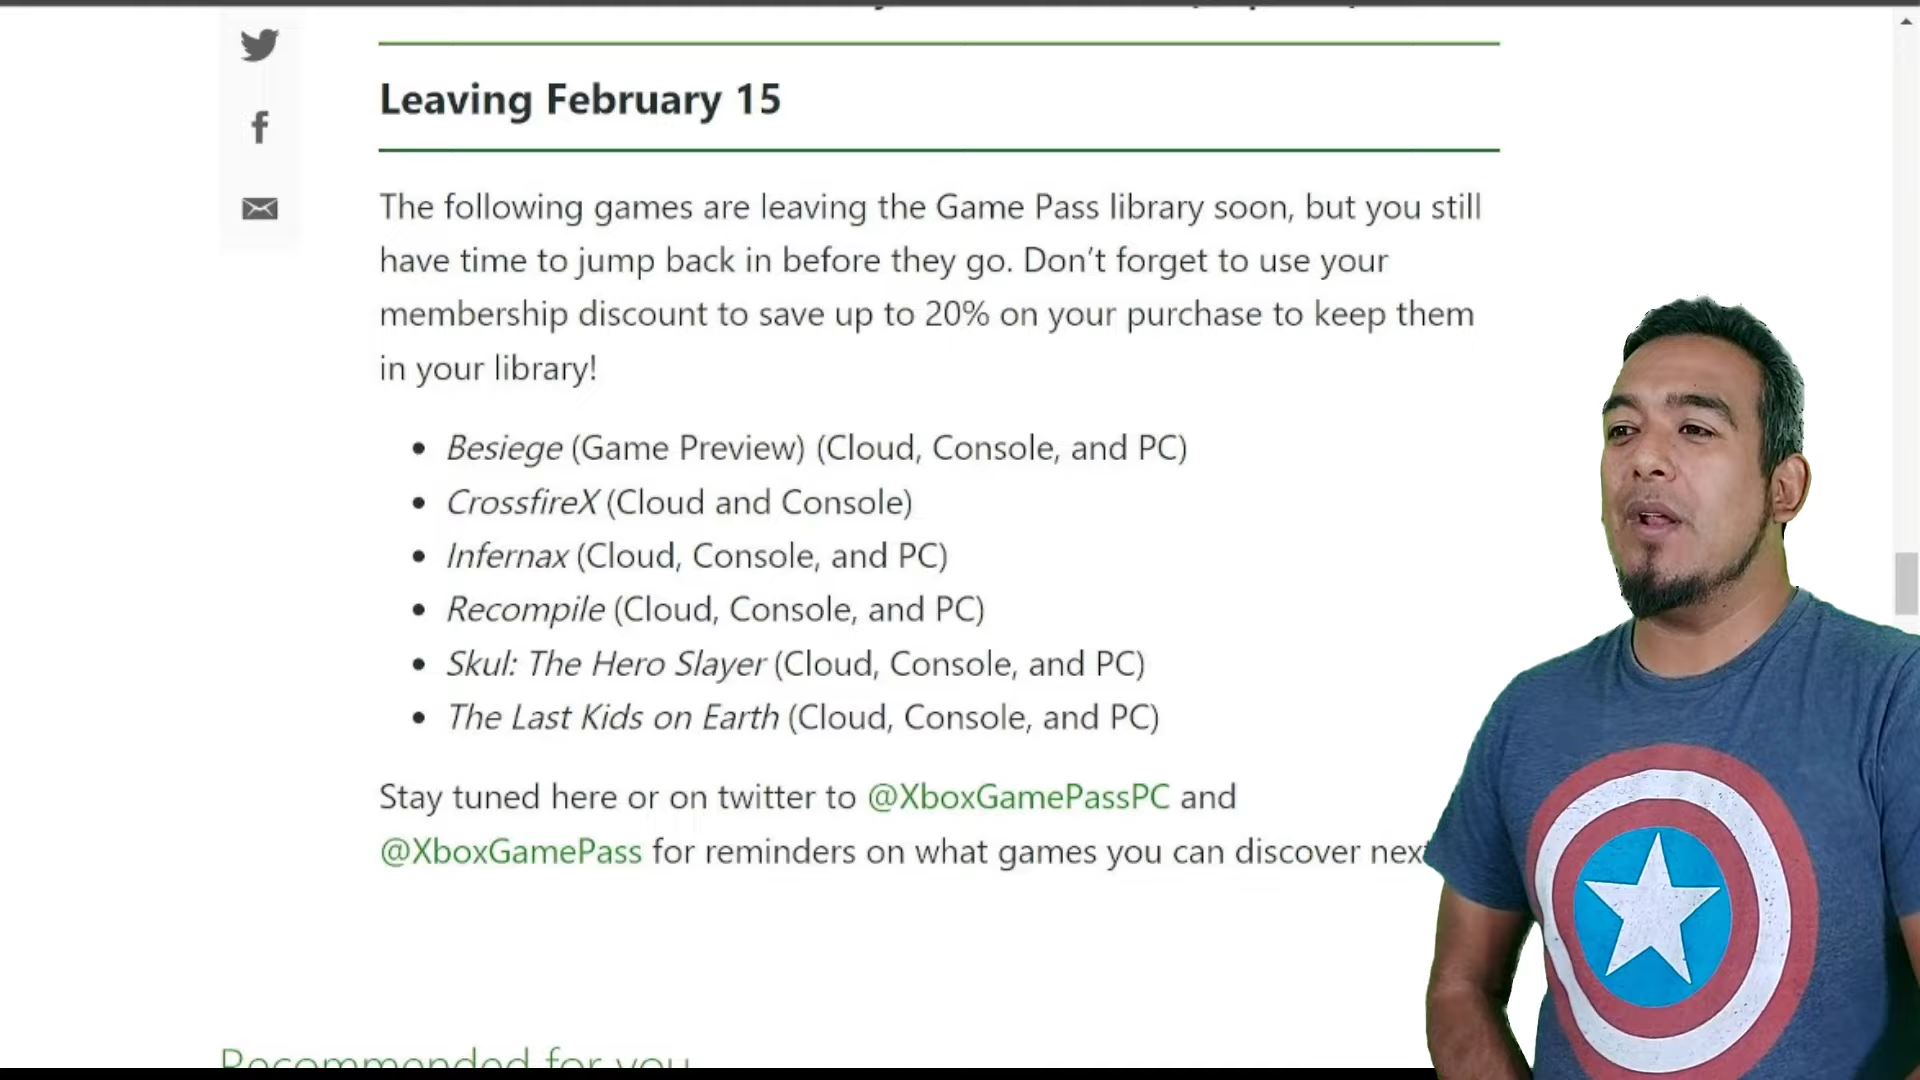 Leaving February 15
The following games are leaving the Game Pass library soon, but you still
have time to jump back in before they go. Don’t forget to use your
membership discount to save up to 20% on your purchase to keep them
in your library!
• Besiege (Game Preview) (Cloud, Console, and PC)
• CrossfireX (Cloud and Console)
• Infernax (Cloud, Console, and PC)
• Recompile (Cloud, Console, and PC)
• Skul: The Hero Slayer (Cloud, Console, and PC)
• The Last Kids on Earth (Cloud, Console, and PC)
Stay tuned here or on twitter to @XboxGamePassPC and
@XboxGamePass for reminders on what games you can discover next
Recommended for you